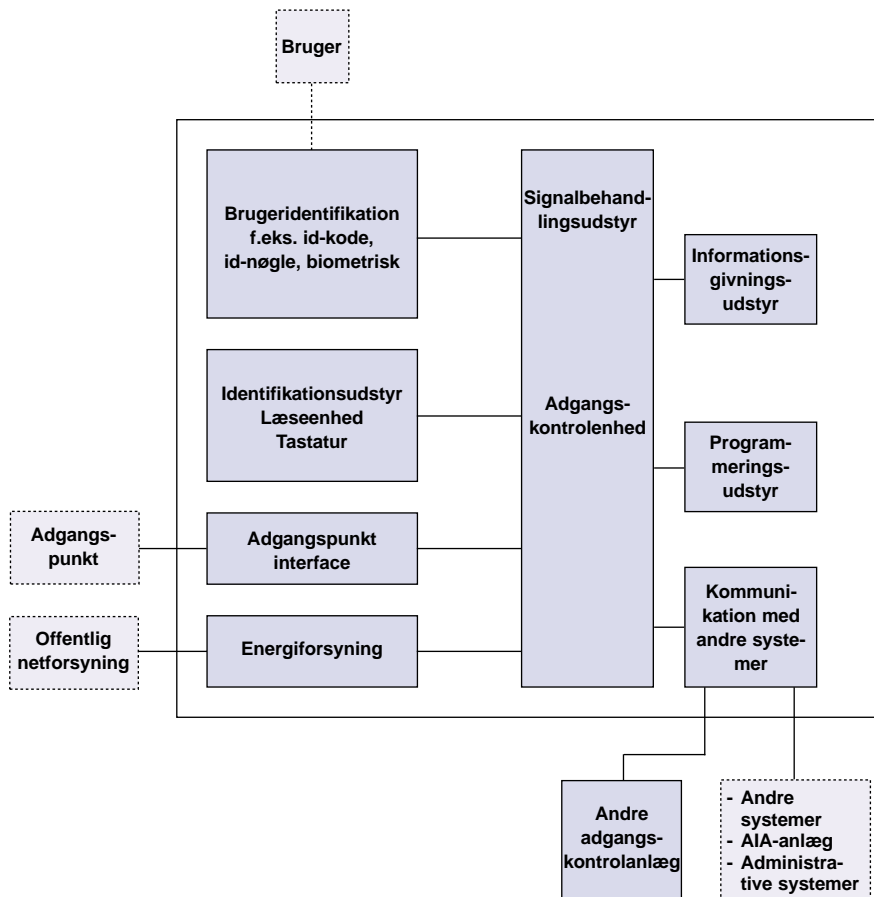 Bruger
Brugeridentifikation
f.eks. id-kode,
id-nøgle, biometrisk
Signalbehand-
lingsudstyr
Informations-
givnings-
udstyr
Identifikationsudstyr
Læseenhed
Tastatur
Adgangs-
kontrolenhed
Program-
merings-
udstyr
Adgangs-
punkt
Adgangspunkt
interface
Offentlig
netforsyning
Energiforsyning
Kommuni-
kation med
andre syste-
mer
Andre
adgangs-
kontrolanlæg
- Andre
systemer
- AIA-anlæg
- Administra-
tive systemer